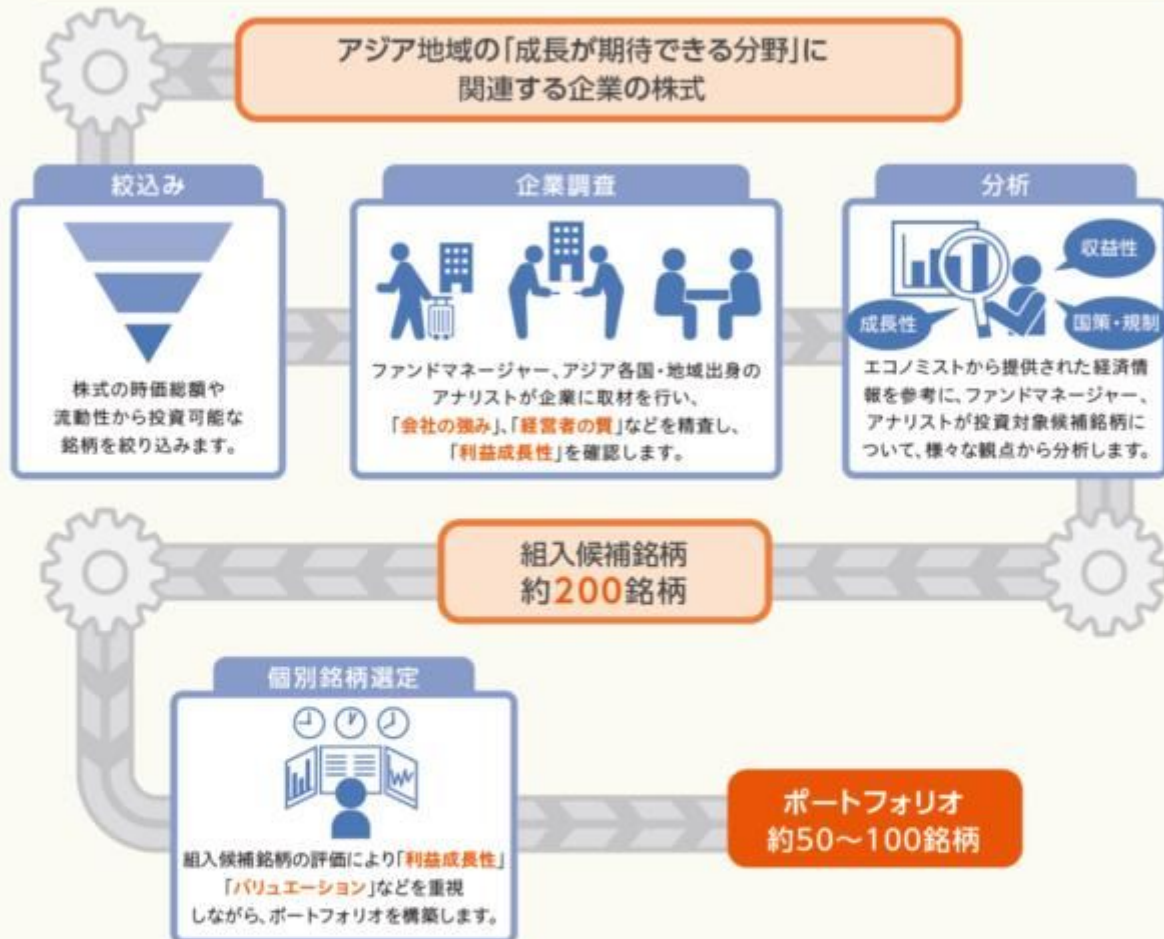 アジア地域の「成長が期待できる分野」に
関連する企業の株式
絞込み
株式の時価総額や
流動性から投資可能な
銘柄を絞り込みます。
企業調査
ファンドマネージャー、アジア各国・地域出身の
アナリストが企業に取材を行い、
「会社の強み」、「経営者の質」などを精査し、
「利益成長性」を確認します。
分析
収益性
成長性
国策・規制
エコノミストから提供された経済情
報を参考に、ファンドマネージャー、
アナリストが投資対象候補銘柄に
ついて、様々な観点から分析します。
組入候補銘柄
約200銘柄
個別銘柄選定
組入候補銘柄の評価により「利益成長性」
「バリュエーション」などを重視
しながら、ポートフォリオを構築します。
ポートフォリオ
約50～100銘柄